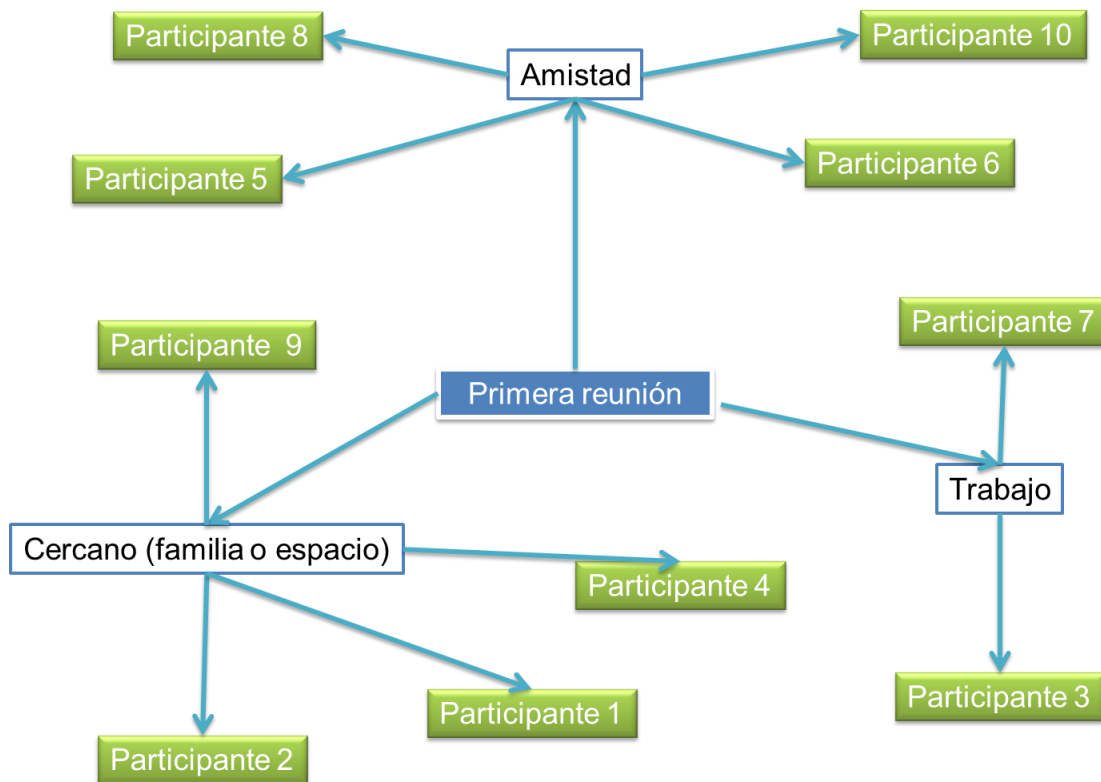 Participante 8
Participante 10
Amistad
Participante 5
Participante 6
Participante 7
Participante  9
Primera reunión
Trabajo
Cercano (familia o espacio)
Participante 4
Participante 3
Participante 1
Participante 2